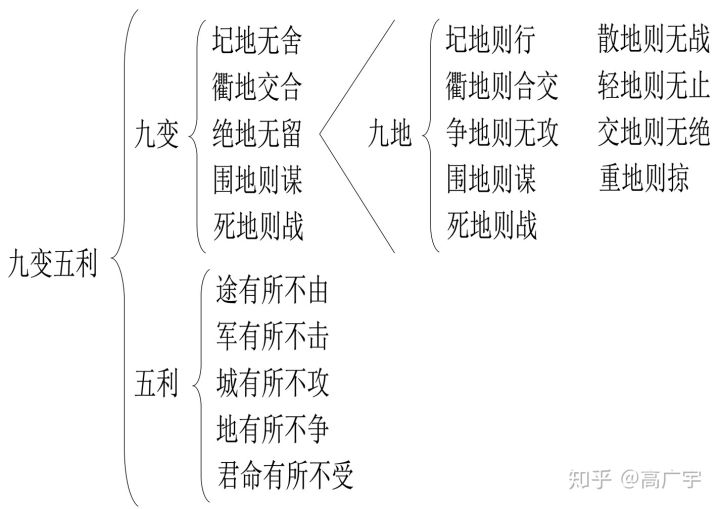 九变五利
九变
圮地无舍
衢地交合
绝地无留
围地则谋
死地则战
九地
圮地则行
衢地则合交
争地则无攻
围地则谋
死地则战
散地则无战
轻地则无止
交地则无绝
重地则掠
五利
途有所不由
军有所不击
城有所不攻
地有所不争
君命有所不受
知乎 @高广宇